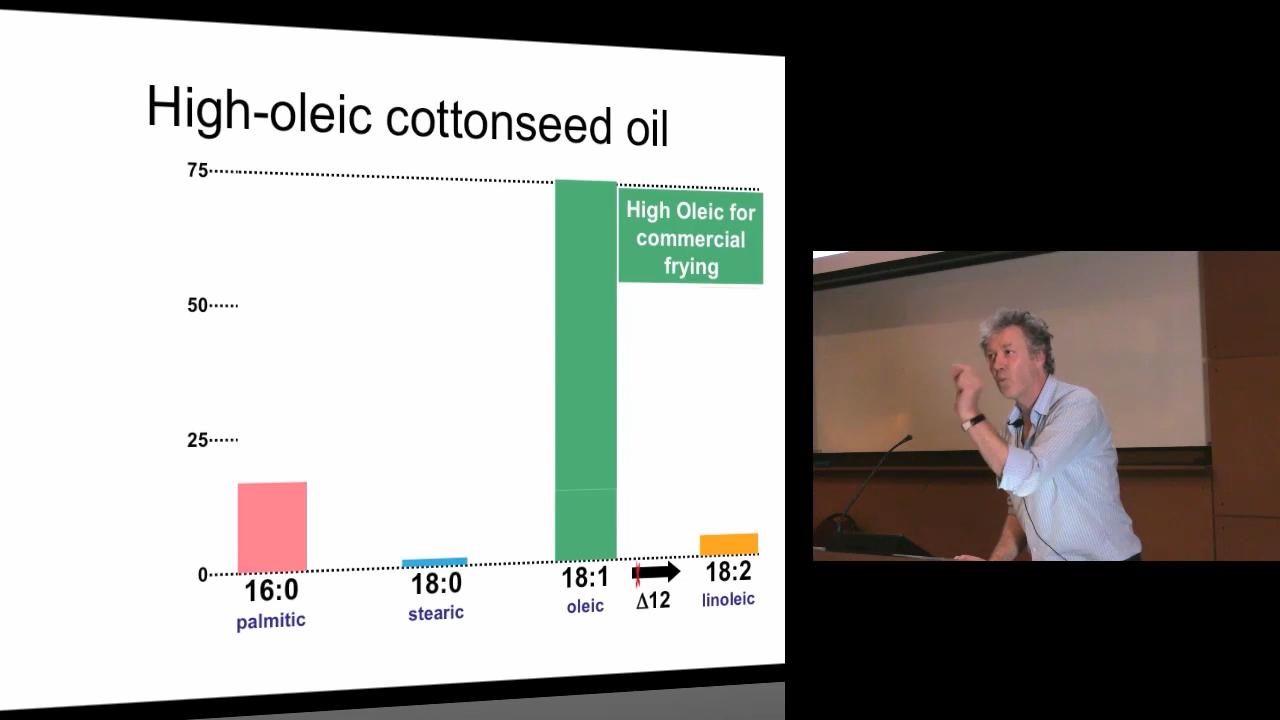 High-oleic cottonseed oil
75
High Oleic for
commercial
frying
50
25
0
16:0
18:0
18:1
18:2
palmitic
stearic
oleic
Δ12
linoleic